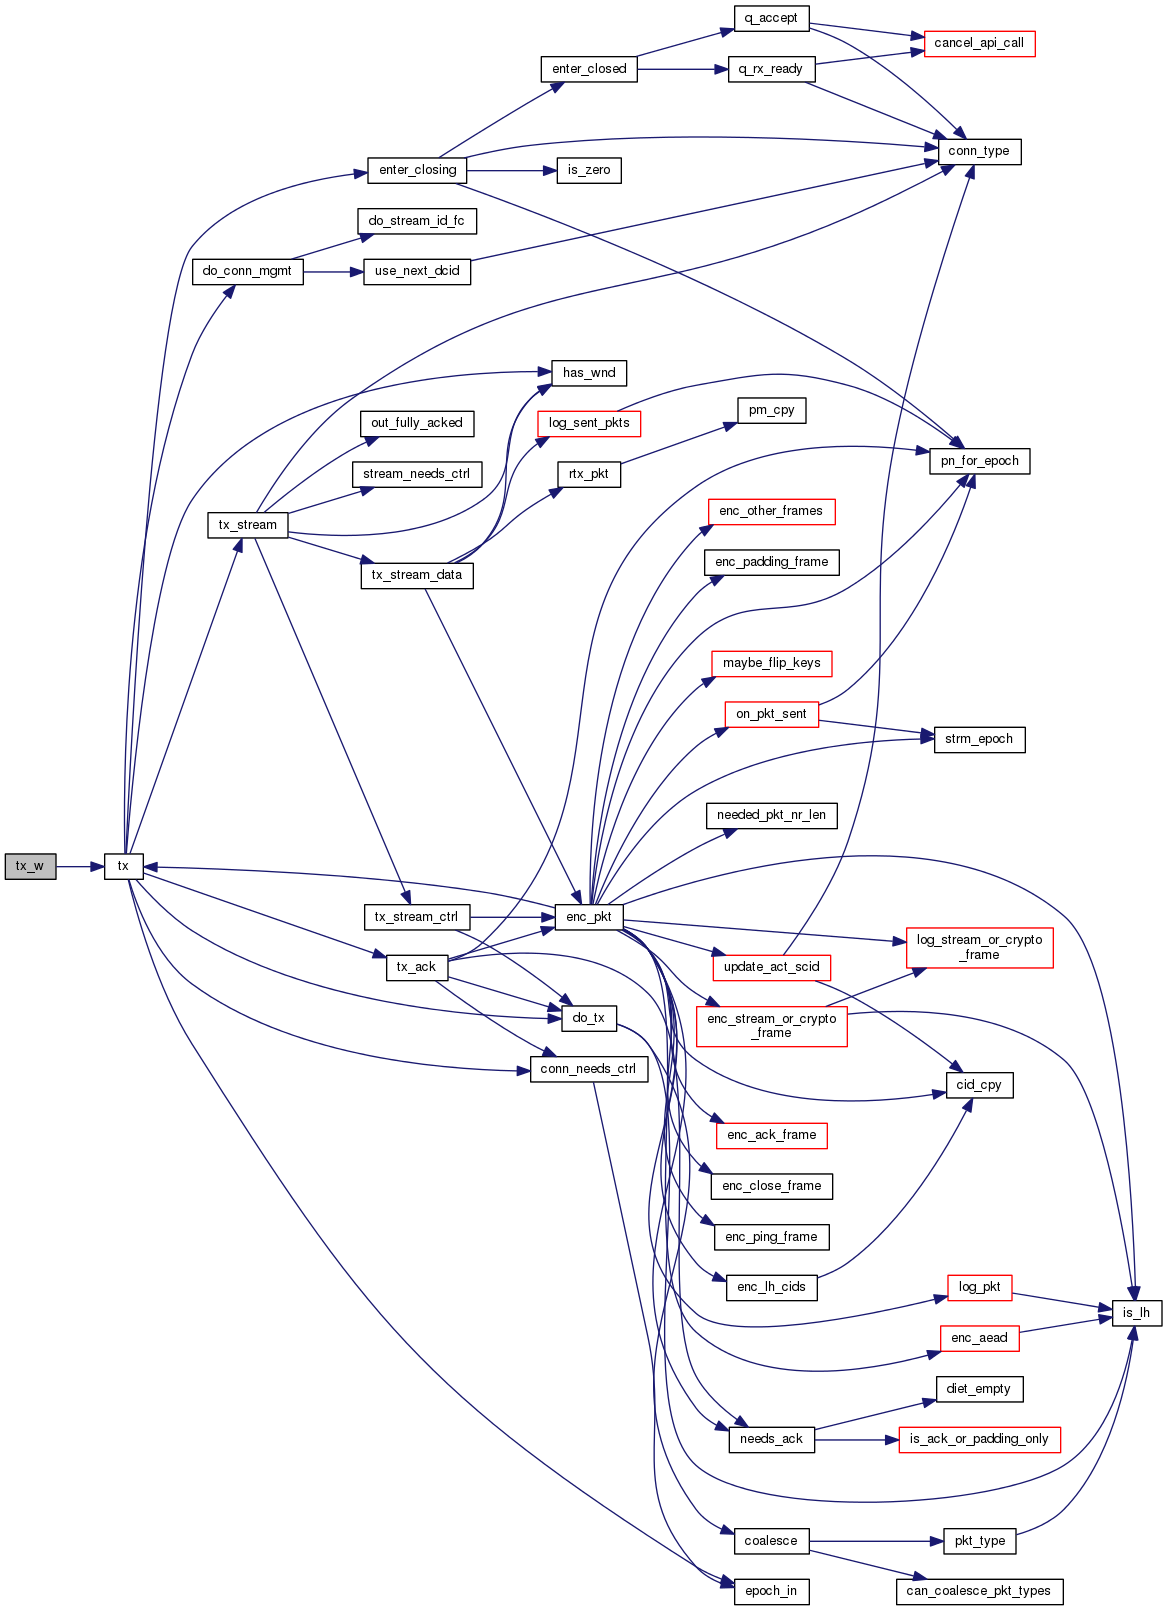 q_accept
cancel_api_call
enter_closed
q_rx_ready
conn_type
enter_closing
is_zero
do_stream_id_fc
do_conn_mgmt
use_next_dcid
has_wnd
pm_cpy
out_fully_acked
log_sent_pkts
pn_for_epoch
stream_needs_ctrl
rtx_pkt
enc_other_frames
tx_stream
enc_padding_frame
tx_stream_data
maybe_flip_keys
on_pkt_sent
strm_epoch
needed_pkt_nr_len
tx_w
tx
tx_stream_ctrl
enc_pkt
log_stream_or_crypto
_frame
tx_ack
update_act_scid
do_tx
enc_stream_or_crypto
_frame
conn_needs_ctrl
cid_cpy
enc_ack_frame
enc_close_frame
enc_ping_frame
enc_lh_cids
log_pkt
is_lh
enc_aead
diet_empty
needs_ack
is_ack_or_padding_only
coalesce
pkt_type
epoch_in
can_coalesce_pkt_types